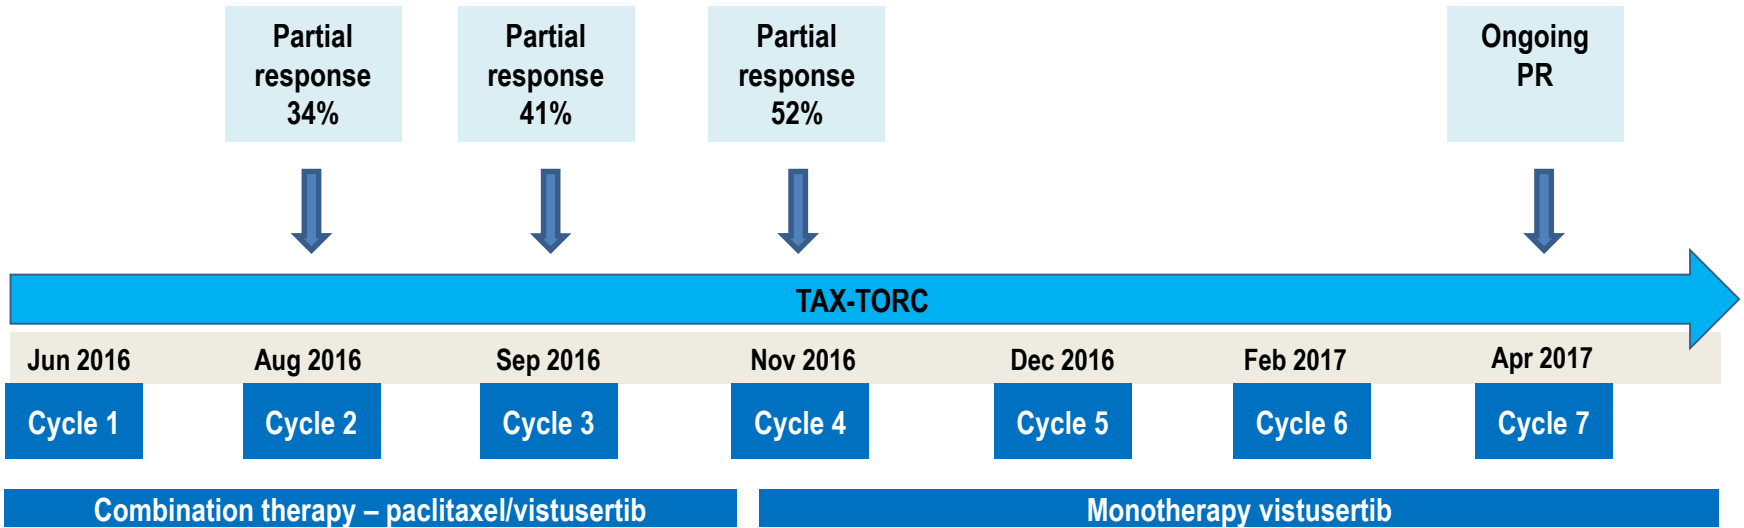 Partial
response
34%
Partial
response
41%
Partial
response
52%
Ongoing
PR
TAX-TORC
Jun 2016 Aug 2016 Sep 2016 Nov 2016 Dec 2016 Feb 2017 Apr 2017
Cycle 1 Cycle 2 Cycle 3 Cycle 4 Cycle 5 Cycle 6 Cycle 7
Combination therapy – paclitaxel/vistusertib Monotherapy vistusertib